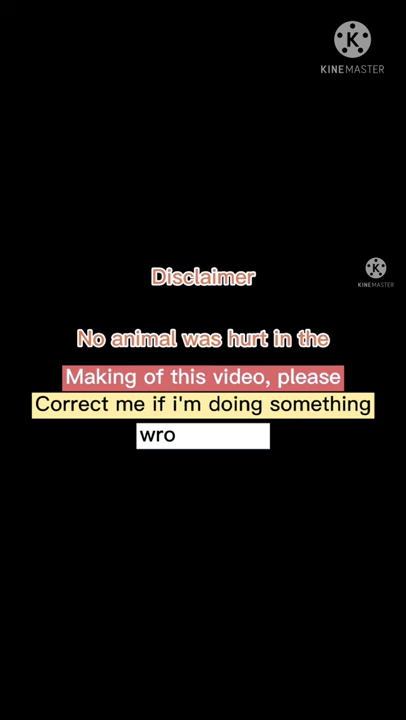 KINEMASTER
Disclaimer
KINEMASTER
No animal was hurt in the
Making of this video, please
Correct me if i'm doing something
wro